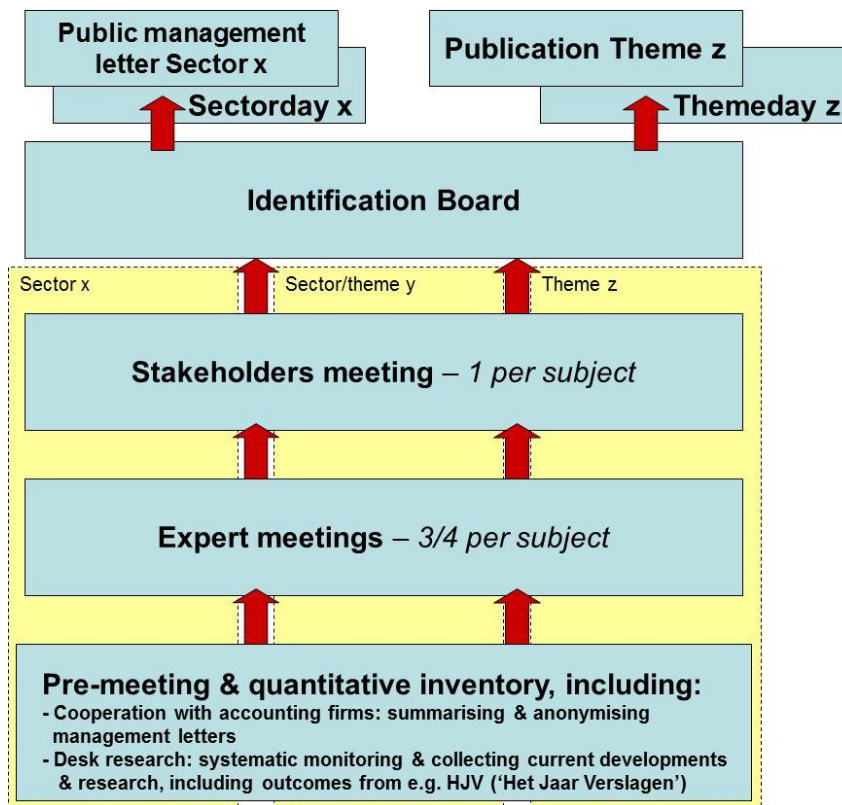 Public management
letter Sector x
Sectorday x
Publication Theme z
Themeday z
Identification Board
Sector x
Sector/theme y
Theme z
Stakeholders meeting – 1 per subject
Expert meetings – 3/4 per subject
Pre-meeting & quantitative inventory, including:
- Cooperation with accounting firms: summarising & anonymising
management letters
- Desk research: systematic monitoring & collecting current developments
& research, including outcomes from e.g. HJV (‘Het Jaar Verslagen’)